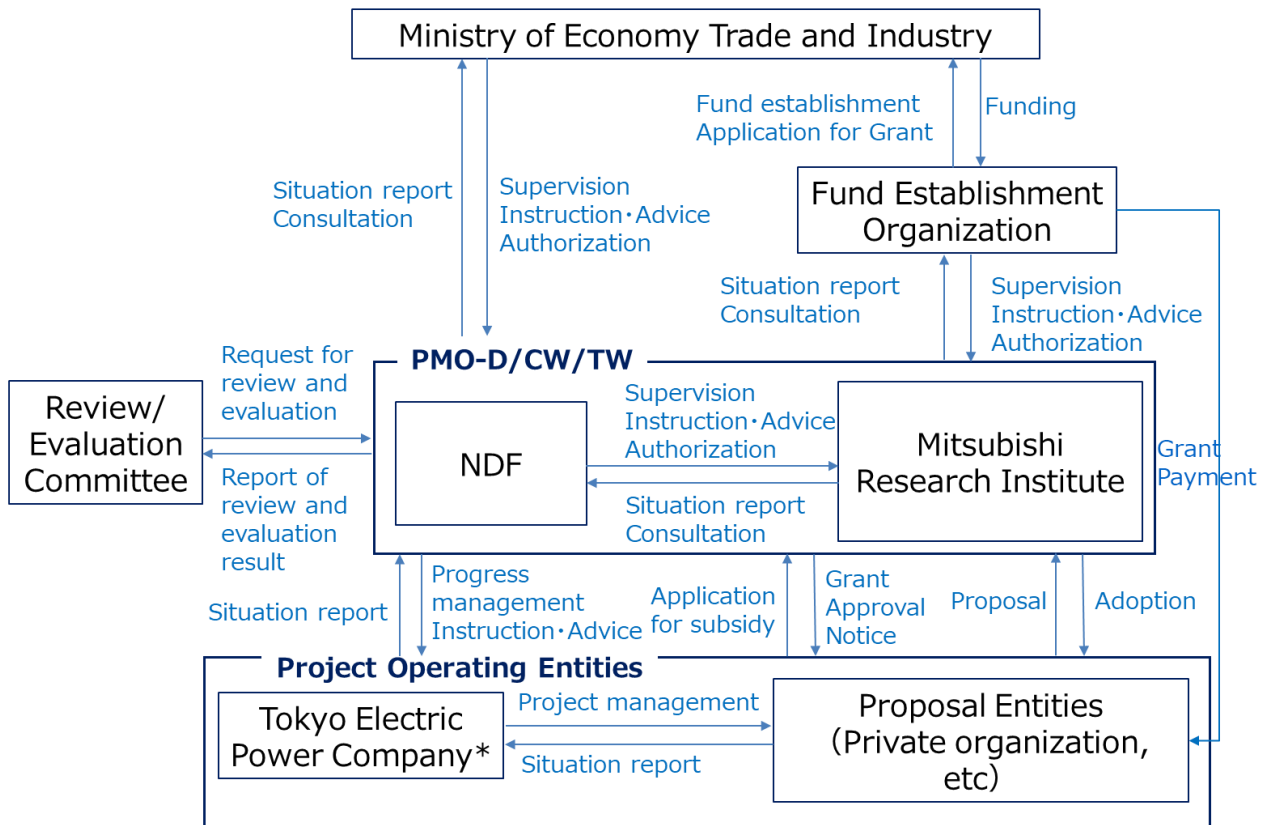 Ministry of Economy Trade and Industry
Fund establishment
Application for Grant
Funding
Situation report
Consultation
Supervision
Instruction・Advice
Authorization
Fund Establishment
Organization
Situation report
Consultation
Supervision
Instruction・Advice
Authorization
Request for
review and
evaluation
PMO-D/CW/TW
Review/
Evaluation
Committee
NDF
Supervision
Instruction・Advice
Authorization
Situation report
Consultation
Mitsubishi
Research Institute
Grant
Payment
Report of
review and
evaluation
result
Situation report
Progress
management
Instruction・Advice
Application
for subsidy
Grant
Approval
Notice
Proposal
Adoption
Project Operating Entities
Tokyo Electric
Power Company*
Project management
Situation report
Proposal Entities
（Private organization,
etc）